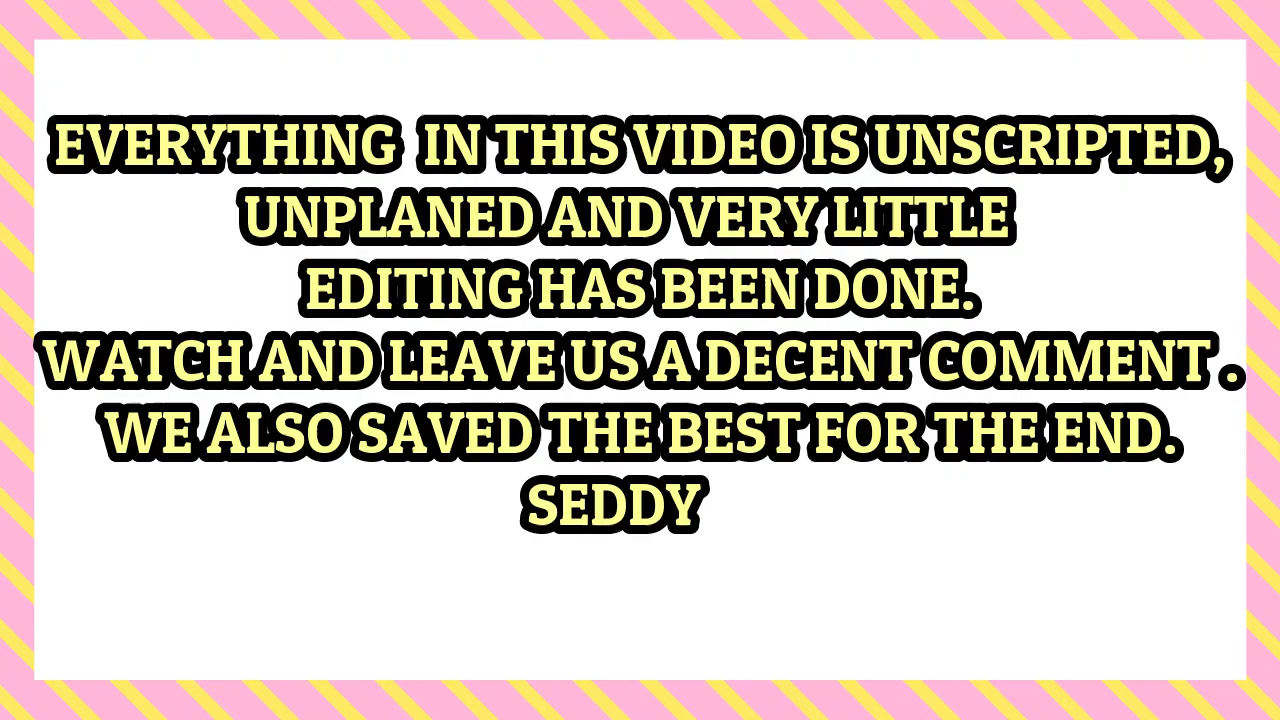 EVERYTHING  IN THIS VIDEO IS UNSCRIPTED,
UNPLANED AND VERY LITTLE
EDITING HAS BEEN DONE.
WATCH AND LEAVE US A DECENT COMMENT .
WE ALSO SAVED THE BEST FOR THE END.
SEDDY